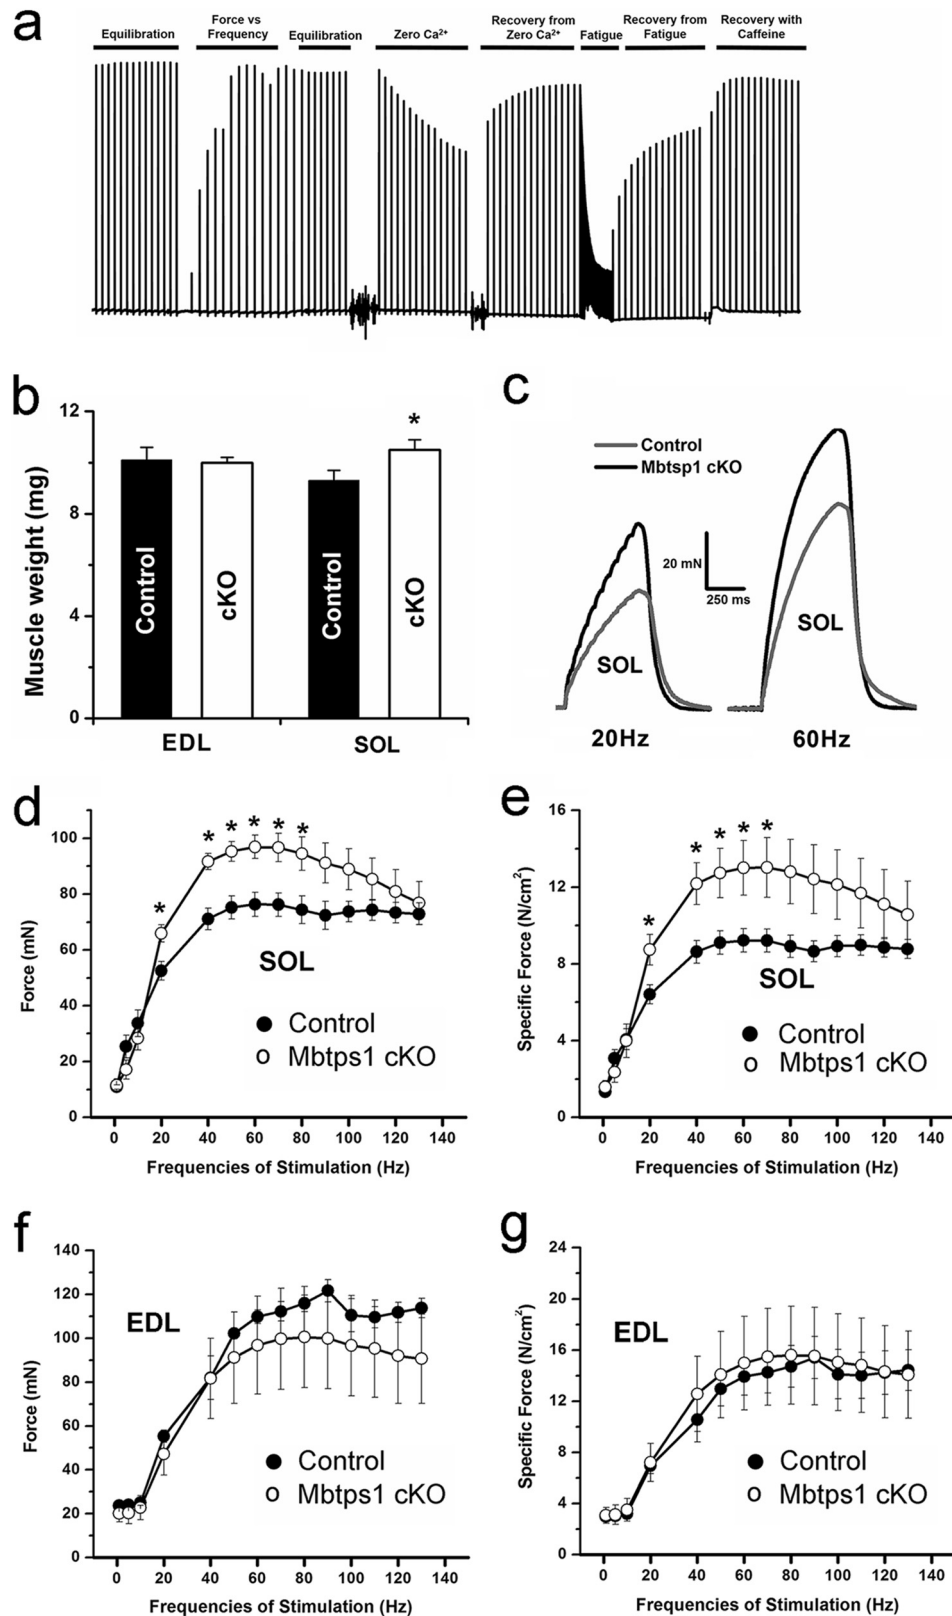 a
Equilibration
Force vs
Frequency
Equilibration
Zero Ca²⁺
Recovery from
Zero Ca²⁺
Fatigue
Recovery from
Fatigue
Recovery with
Caffeine
b
Muscle weight (mg)
12
8
4
0
Control
cKO
Control
cKO
*
EDL
SOL
c
Control
Mbtsp1 cKO
20 mN
250 ms
SOL
SOL
20Hz
60Hz
d
Force (mN)
100
80
60
40
20
0
* * * * * *
SOL
Control
Mbtps1 cKO
0 20 40 60 80 100 120 140
Frequencies of Stimulation (Hz)
e
Specific Force (N/cm²)
16
12
8
4
0
* * * * *
SOL
Control
Mbtps1 cKO
0 20 40 60 80 100 120 140
Frequencies of Stimulation (Hz)
f
Force (mN)
140
120
100
80
60
40
20
0
EDL
Control
Mbtps1 cKO
0 20 40 60 80 100 120 140
Frequencies of Stimulation (Hz)
g
Specific Force (N/cm²)
24
20
16
12
8
4
0
EDL
Control
Mbtps1 cKO
0 20 40 60 80 100 120 140
Frequencies of Stimulation (Hz)